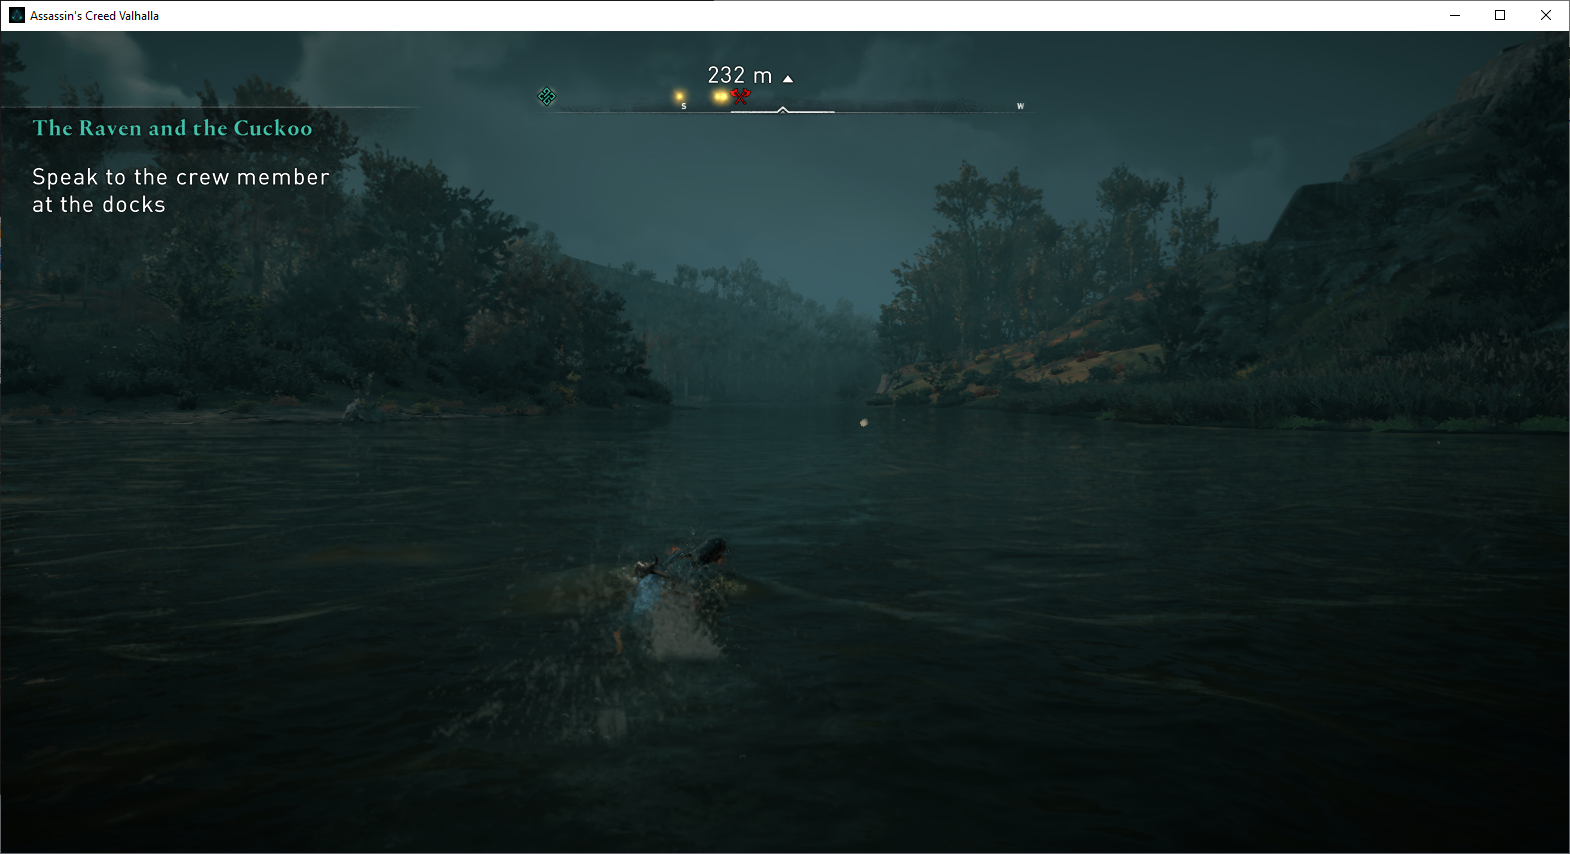 Assassin's Creed Valhalla
232 m
S
W
The Raven and the Cuckoo
Speak to the crew member
at the docks